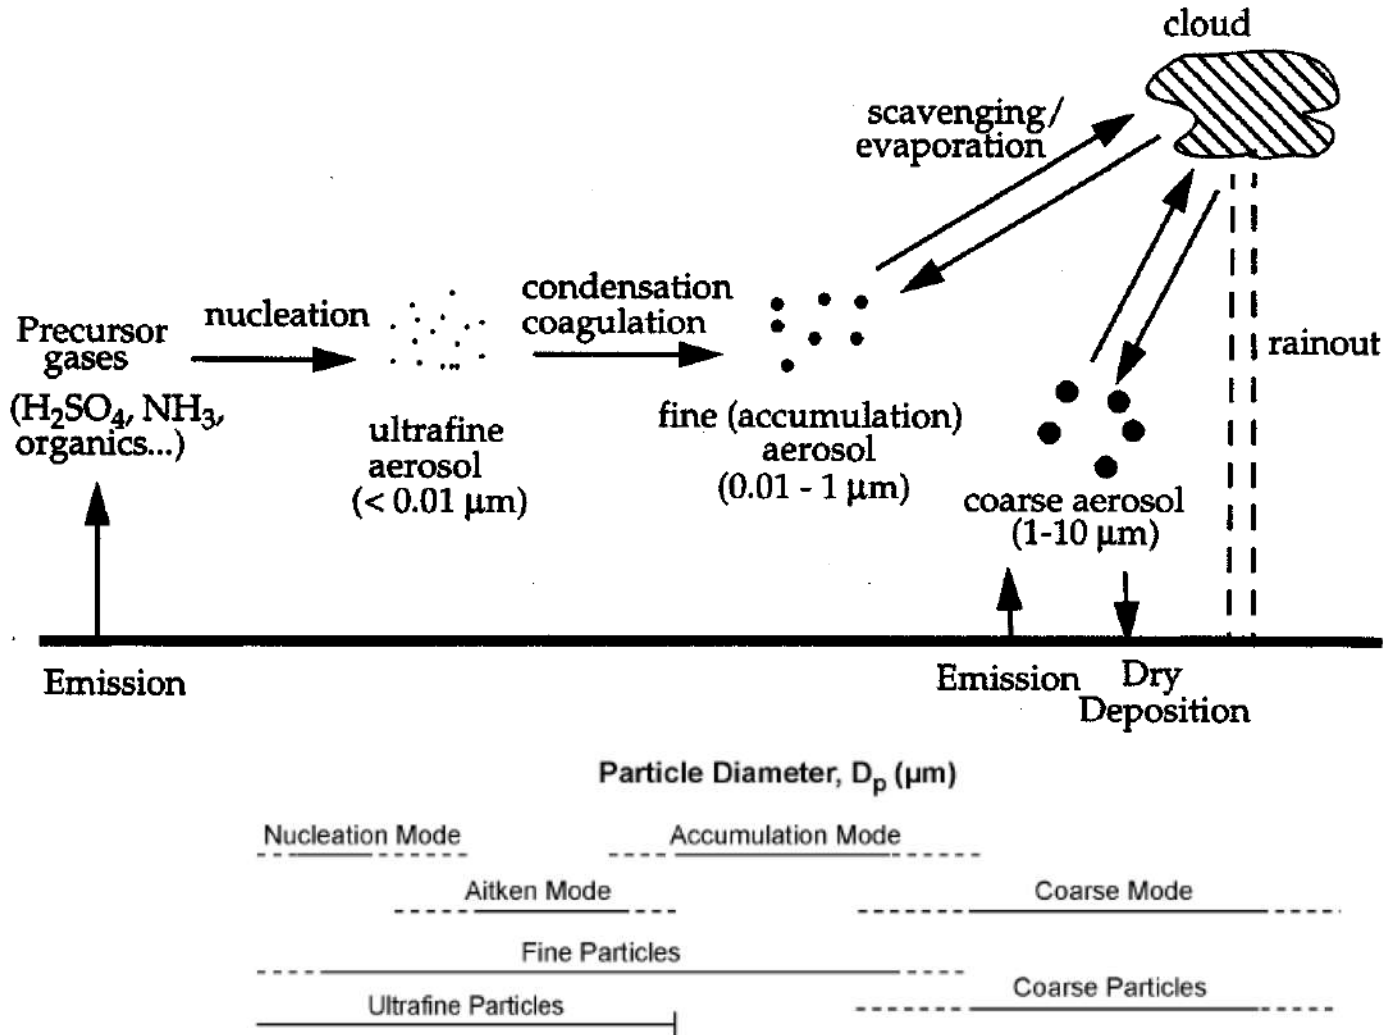 cloud
scavenging/
evaporation
condensation
coagulation
nucleation
Precursor
gases
(H₂SO₄, NH₃,
organics...)
rainout
ultrafine
aerosol
(< 0.01 µm)
fine (accumulation)
aerosol
(0.01 - 1 µm)
coarse aerosol
(1-10 µm)
Emission
Emission
Dry
Deposition
Particle Diameter, Dₚ (µm)
Nucleation Mode
Accumulation Mode
Aitken Mode
Coarse Mode
Fine Particles
Coarse Particles
Ultrafine Particles